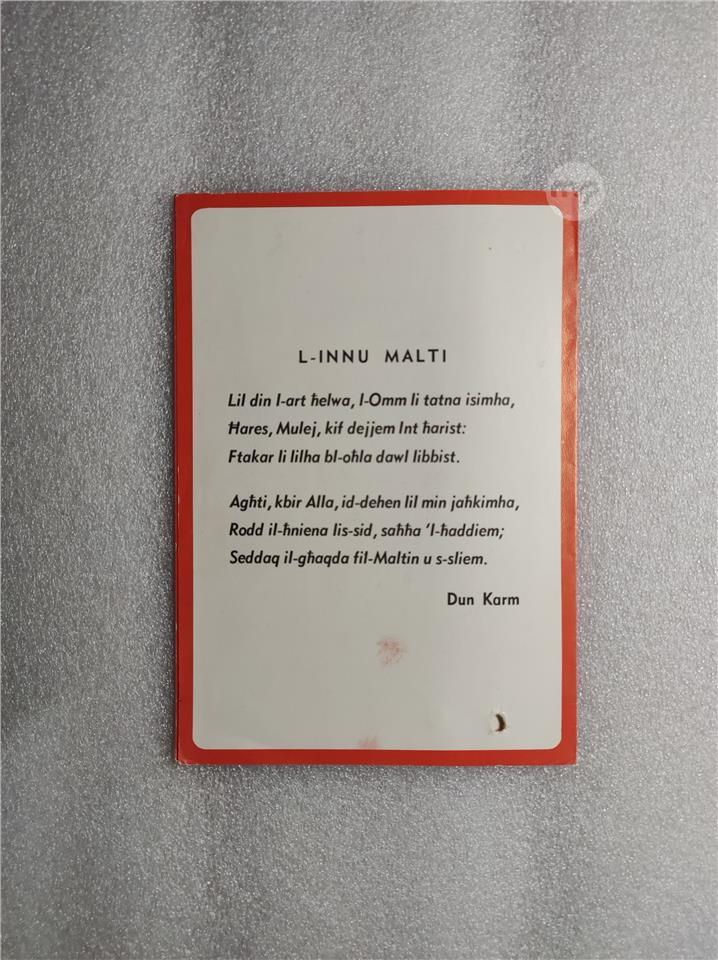 L-INNU MALTI
Lil din l-art ħelwa, l-Omm li tatna isimha,
Ħares, Mulej, kif dejjem Int ħarist:
Ftakar li lilha bl-oħla dawl libbist.
Agħti, kbir Alla, id-dehen lil min jaħkimha,
Rodd il-ħniena lis-sid, saħħa ‘l-ħaddiem;
Seddaq il-għaqda fil-Maltin u s-sliem.
Dun Karm